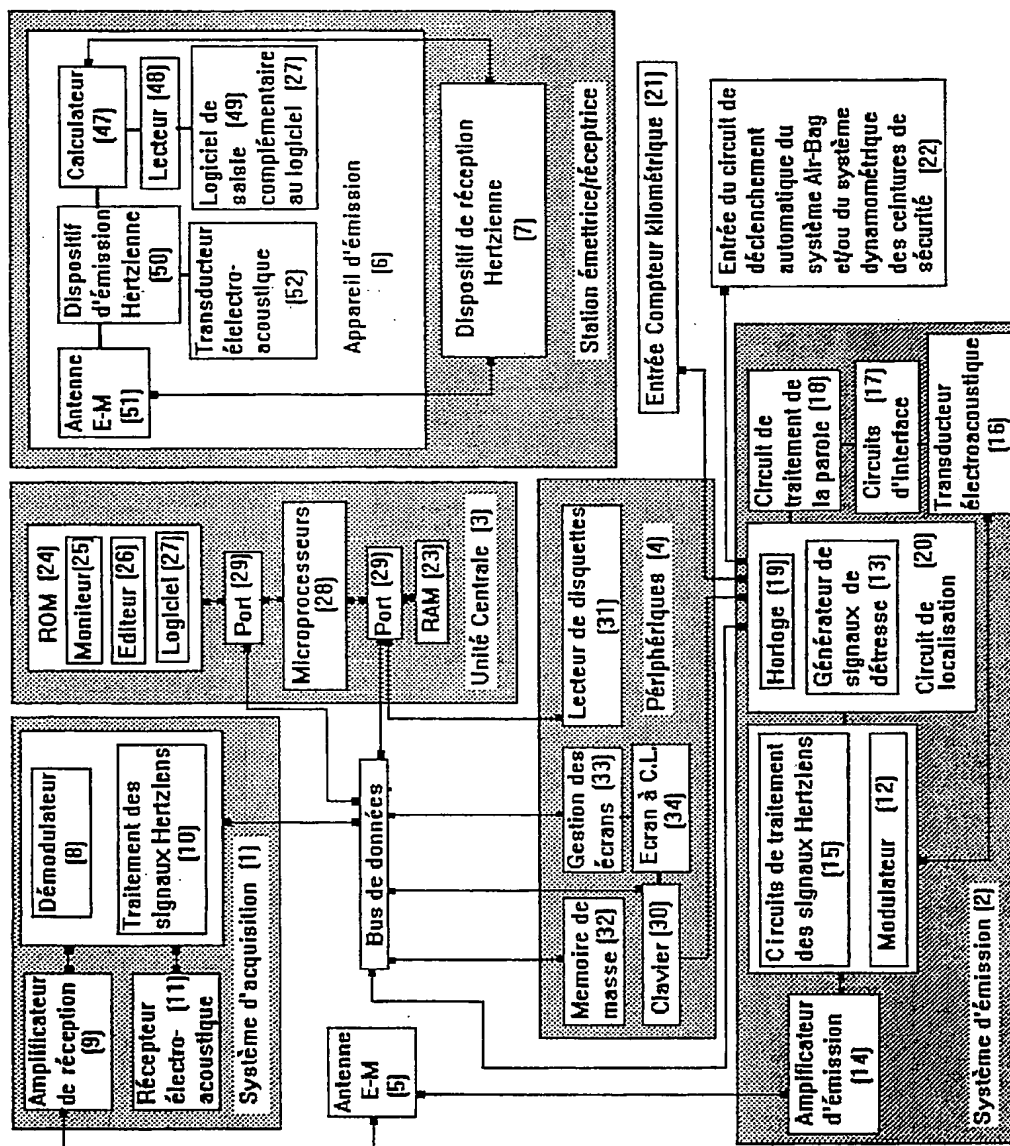 Démodulateur
[8]
Traitement des
signaux Hertziens
[10]
Amplificateur
de réception
[9]
Récepteur
électro- [11]
acoustique
Système d'acquisition [1]
ROM [24]
Moniteur[25]
Editeur [26]
Logiciel [27]
Port [29]
Microprocesseurs
[28]
Port [29]
RAM [23]
Unité Centrale [3]
Calculateur
[47]
Lecteur [48]
Logiciel de
saisie [49]
complémentaire
au logiciel [27]
Dispositif
d'émission
Hertzienne
[50]
Transducteur
élelectro-
acoustique
[52]
Antenne
E-M
[51]
Appareil d'émission
[6]
Dispositif de réception
Hertzienne
[7]
Station émettrice/réceptrice
Bus de données
Antenne
E-M
[5]
Lecteur de disquettes
[31]
Gestion des
écrans [33]
Ecran à C.L.
[34]
Mémoire de
masse [32]
Clavier [30]
Périphériques [4]
Entrée Compteur kilométrique [21]
Entrée du circuit de
déclenchement
automatique du
système Air-Bag
et/ou du système
dynamométrique
des ceintures de
sécurité [22]
Circuits de traitement
des signaux Hertziens
[15]
Modulateur [12]
Amplificateur
d'émission
[14]
Horloge [19]
Générateur de
signaux de
détresse [13]
Circuit de [20]
localisation
Circuit de
traitement de
la parole [18]
Circuits [17]
d'interface
Transducteur
électroacoustique
[16]
Système d'émission [2]